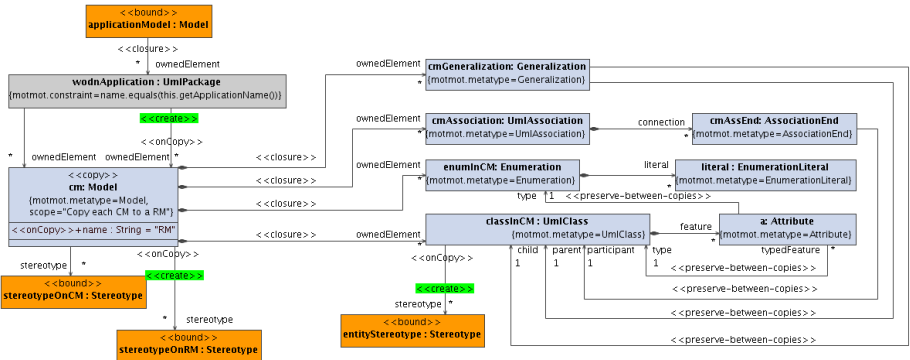 <<bound>>
applicationModel : Model
<<closure>>
* ownedElement
wodnApplication : UmlPackage
{motmot.constraint=name.equals(this.getApplicationName())}
<<create>>
<<onCopy>>
* ownedElement
ownedElement *
<<copy>>
cm: Model
{motmot.metatype=Model,
scope="Copy each CM to a RM"}
<<onCopy>>+name : String = "RM"
stereotype
*
<<bound>>
stereotypeOnCM : Stereotype
<<onCopy>>
<<create>>
* stereotype
<<bound>>
stereotypeOnRM : Stereotype
<<closure>>
ownedElement
*
<<closure>>
ownedElement
*
<<closure>>
ownedElement
*
<<closure>>
ownedElement
*
cmGeneralization: Generalization
{motmot.metatype=Generalization}
cmAssociation: UmlAssociation
{motmot.metatype=UmlAssociation}
connection
*
cmAssEnd: AssociationEnd
{motmot.metatype=AssociationEnd}
enumInCM: Enumeration
{motmot.metatype=Enumeration}
literal
*
literal : EnumerationLiteral
{motmot.metatype=EnumerationLiteral}
type 1 <<preserve-between-copies>>
classInCM : UmlClass
{motmot.metatype=UmlClass}
feature
*
a: Attribute
{motmot.metatype=Attribute}
child parent participant type
1 1 1 1
typedFeature *
<<preserve-between-copies>>
<<preserve-between-copies>>
<<preserve-between-copies>>
<<preserve-between-copies>>
<<onCopy>>
<<create>>
stereotype *
<<bound>>
entityStereotype : Stereotype